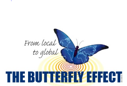 From local
to global
THE BUTTERFLY EFFECT